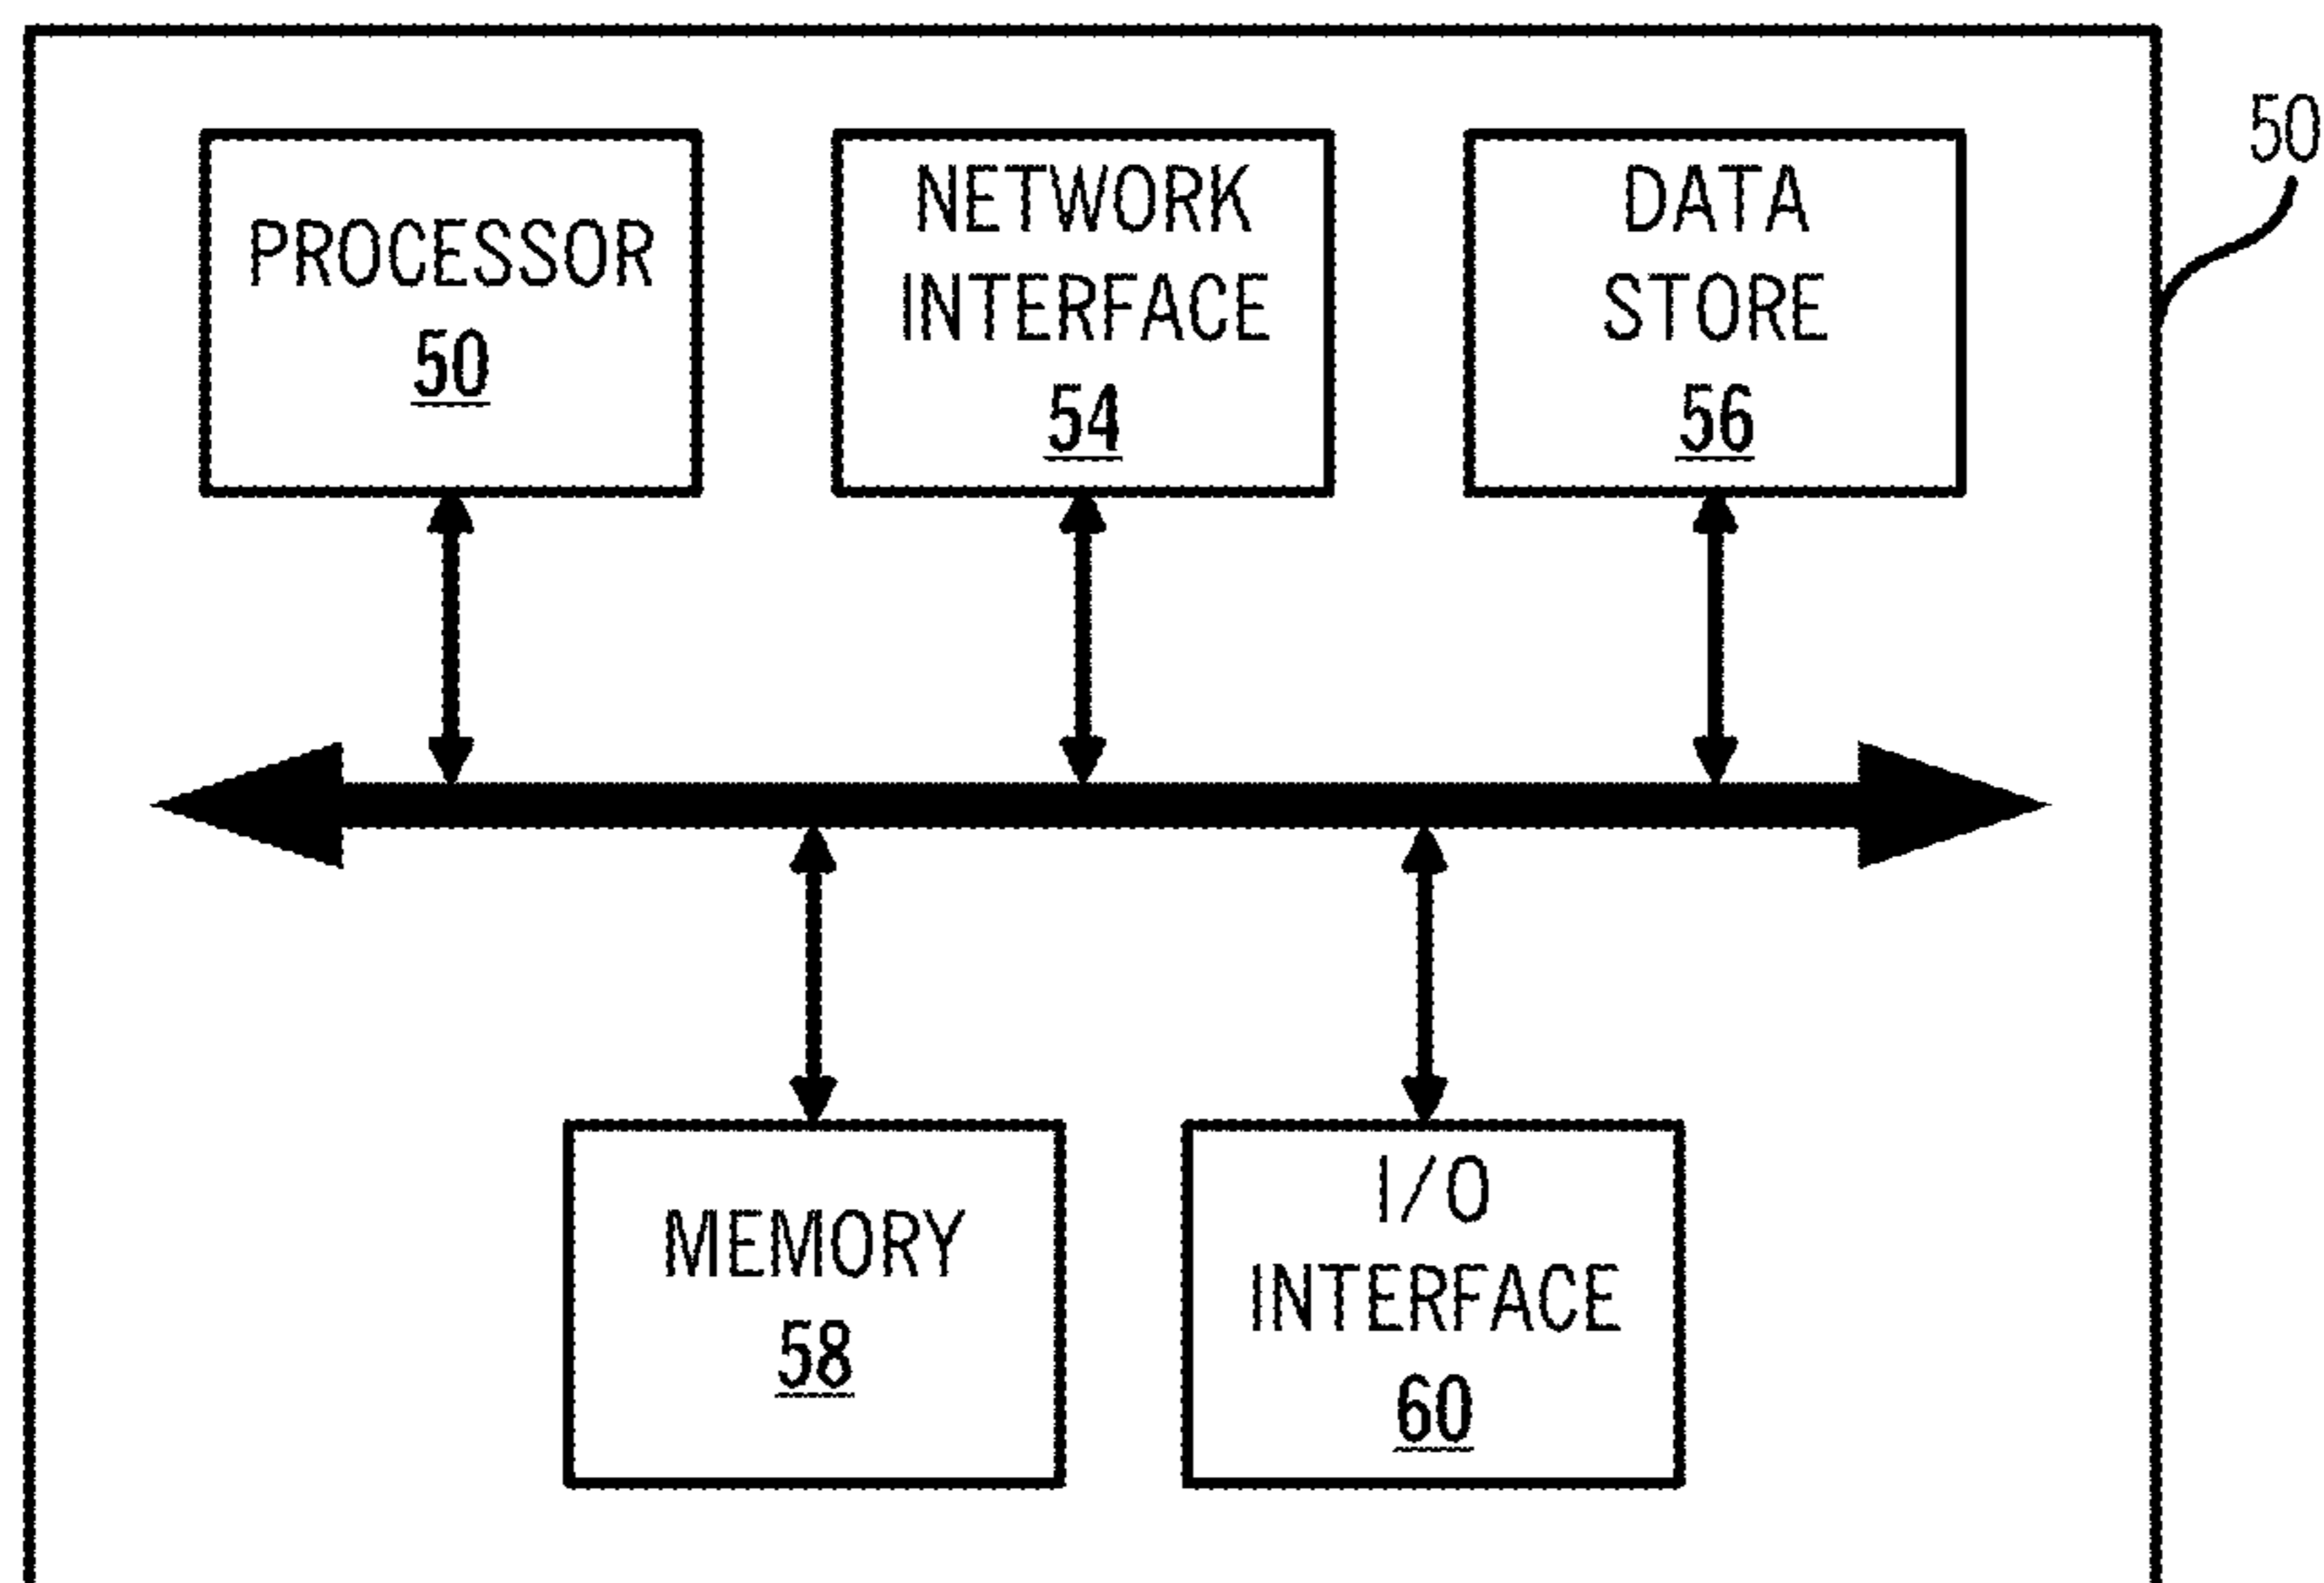 50
PROCESSOR
50
NETWORK
INTERFACE
54
DATA
STORE
56
MEMORY
58
I/O
INTERFACE
60